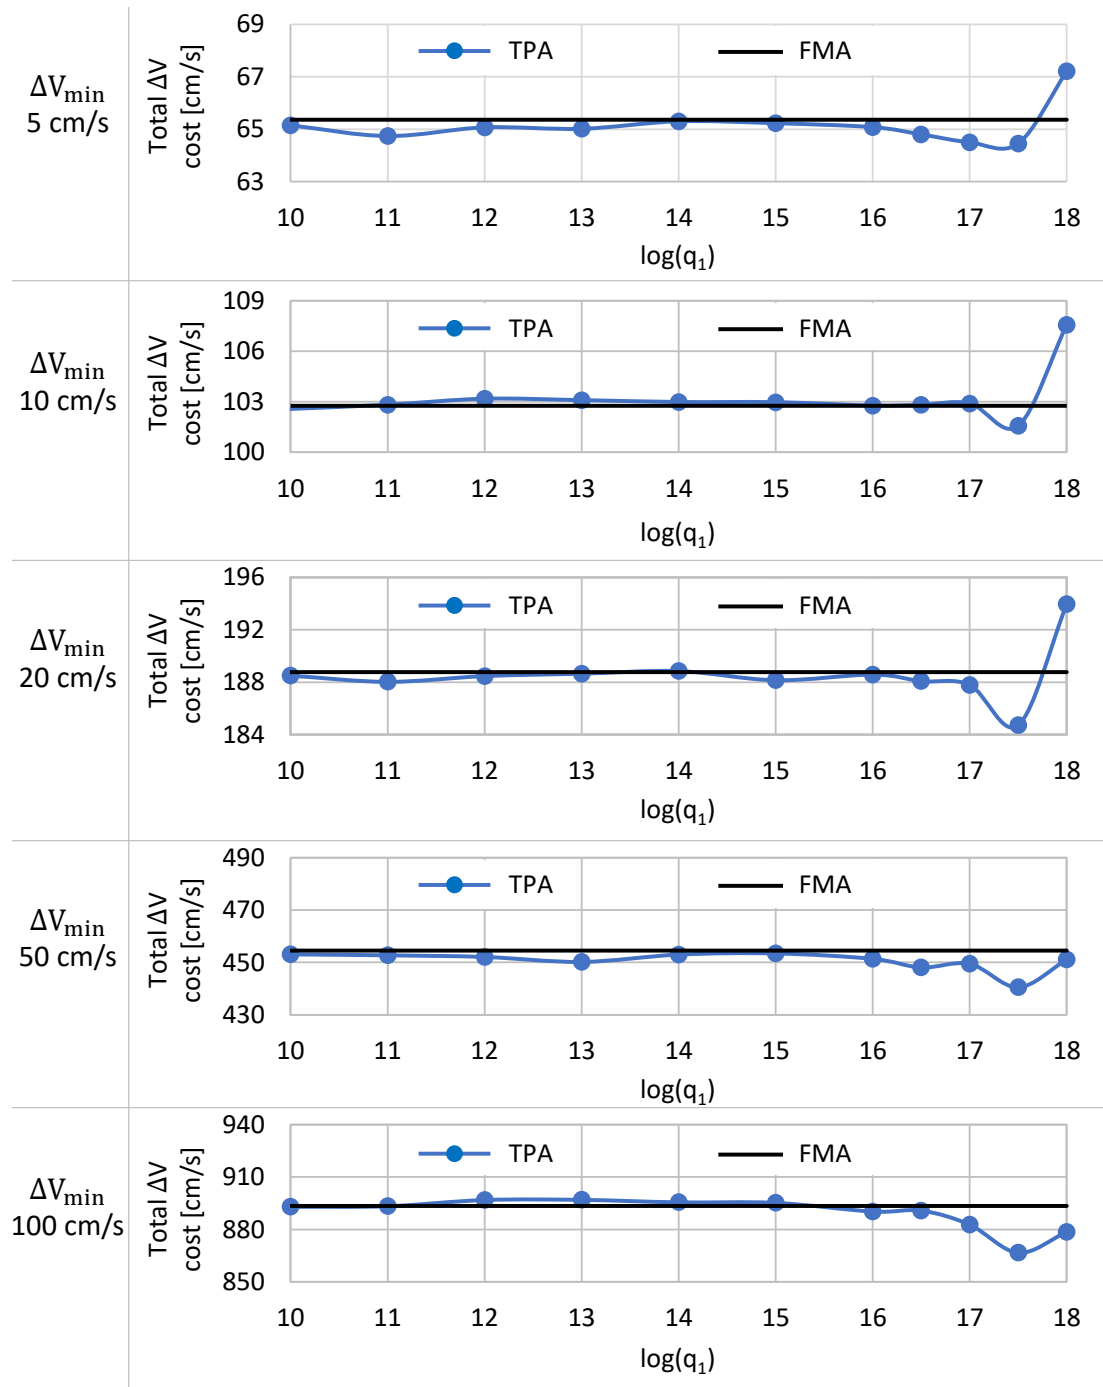 ΔVmin
5 cm/s
Total ΔV
cost [cm/s]
69
67
65
63
TPA
FMA
10 11 12 13 14 15 16 17 18
log(q1)
ΔVmin
10 cm/s
Total ΔV
cost [cm/s]
109
106
103
100
TPA
FMA
10 11 12 13 14 15 16 17 18
log(q1)
ΔVmin
20 cm/s
Total ΔV
cost [cm/s]
196
192
188
184
TPA
FMA
10 11 12 13 14 15 16 17 18
log(q1)
ΔVmin
50 cm/s
Total ΔV
cost [cm/s]
490
470
450
430
TPA
FMA
10 11 12 13 14 15 16 17 18
log(q1)
ΔVmin
100 cm/s
Total ΔV
cost [cm/s]
940
910
880
850
TPA
FMA
10 11 12 13 14 15 16 17 18
log(q1)